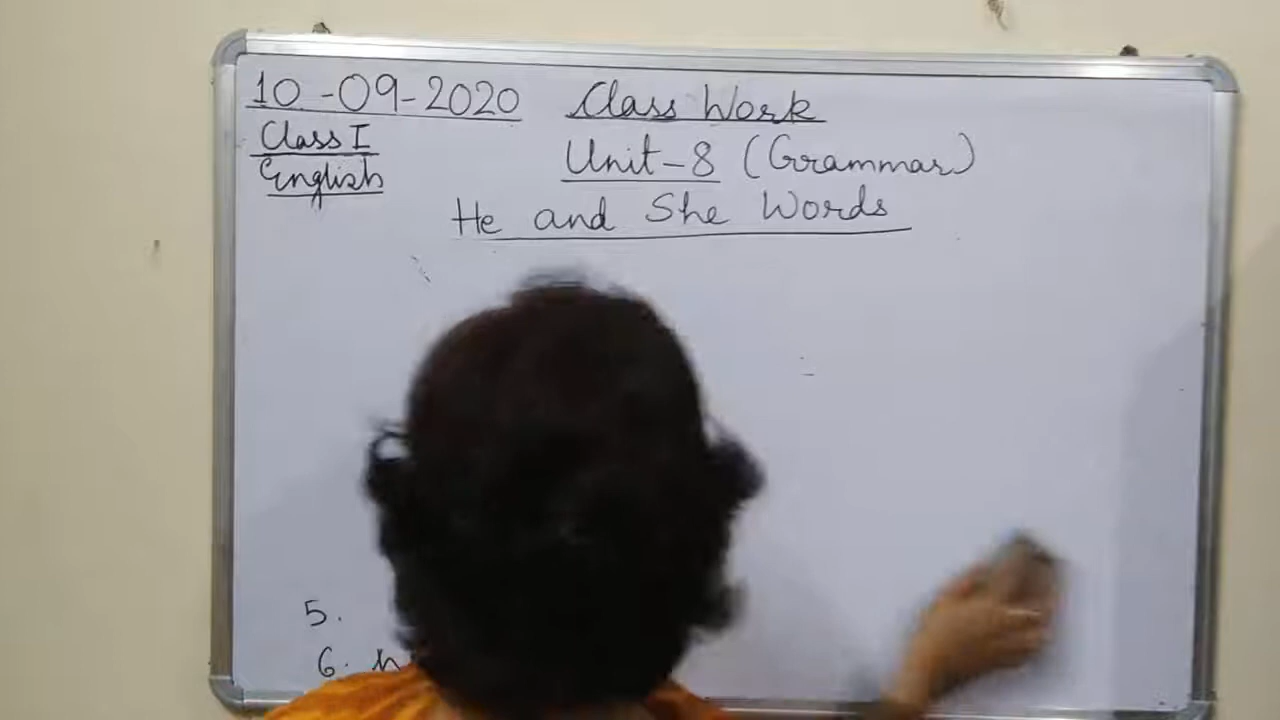 10-09-2020 Class Work
Class I
English
Unit-8 (Grammar)
He and She Words
5.
6.